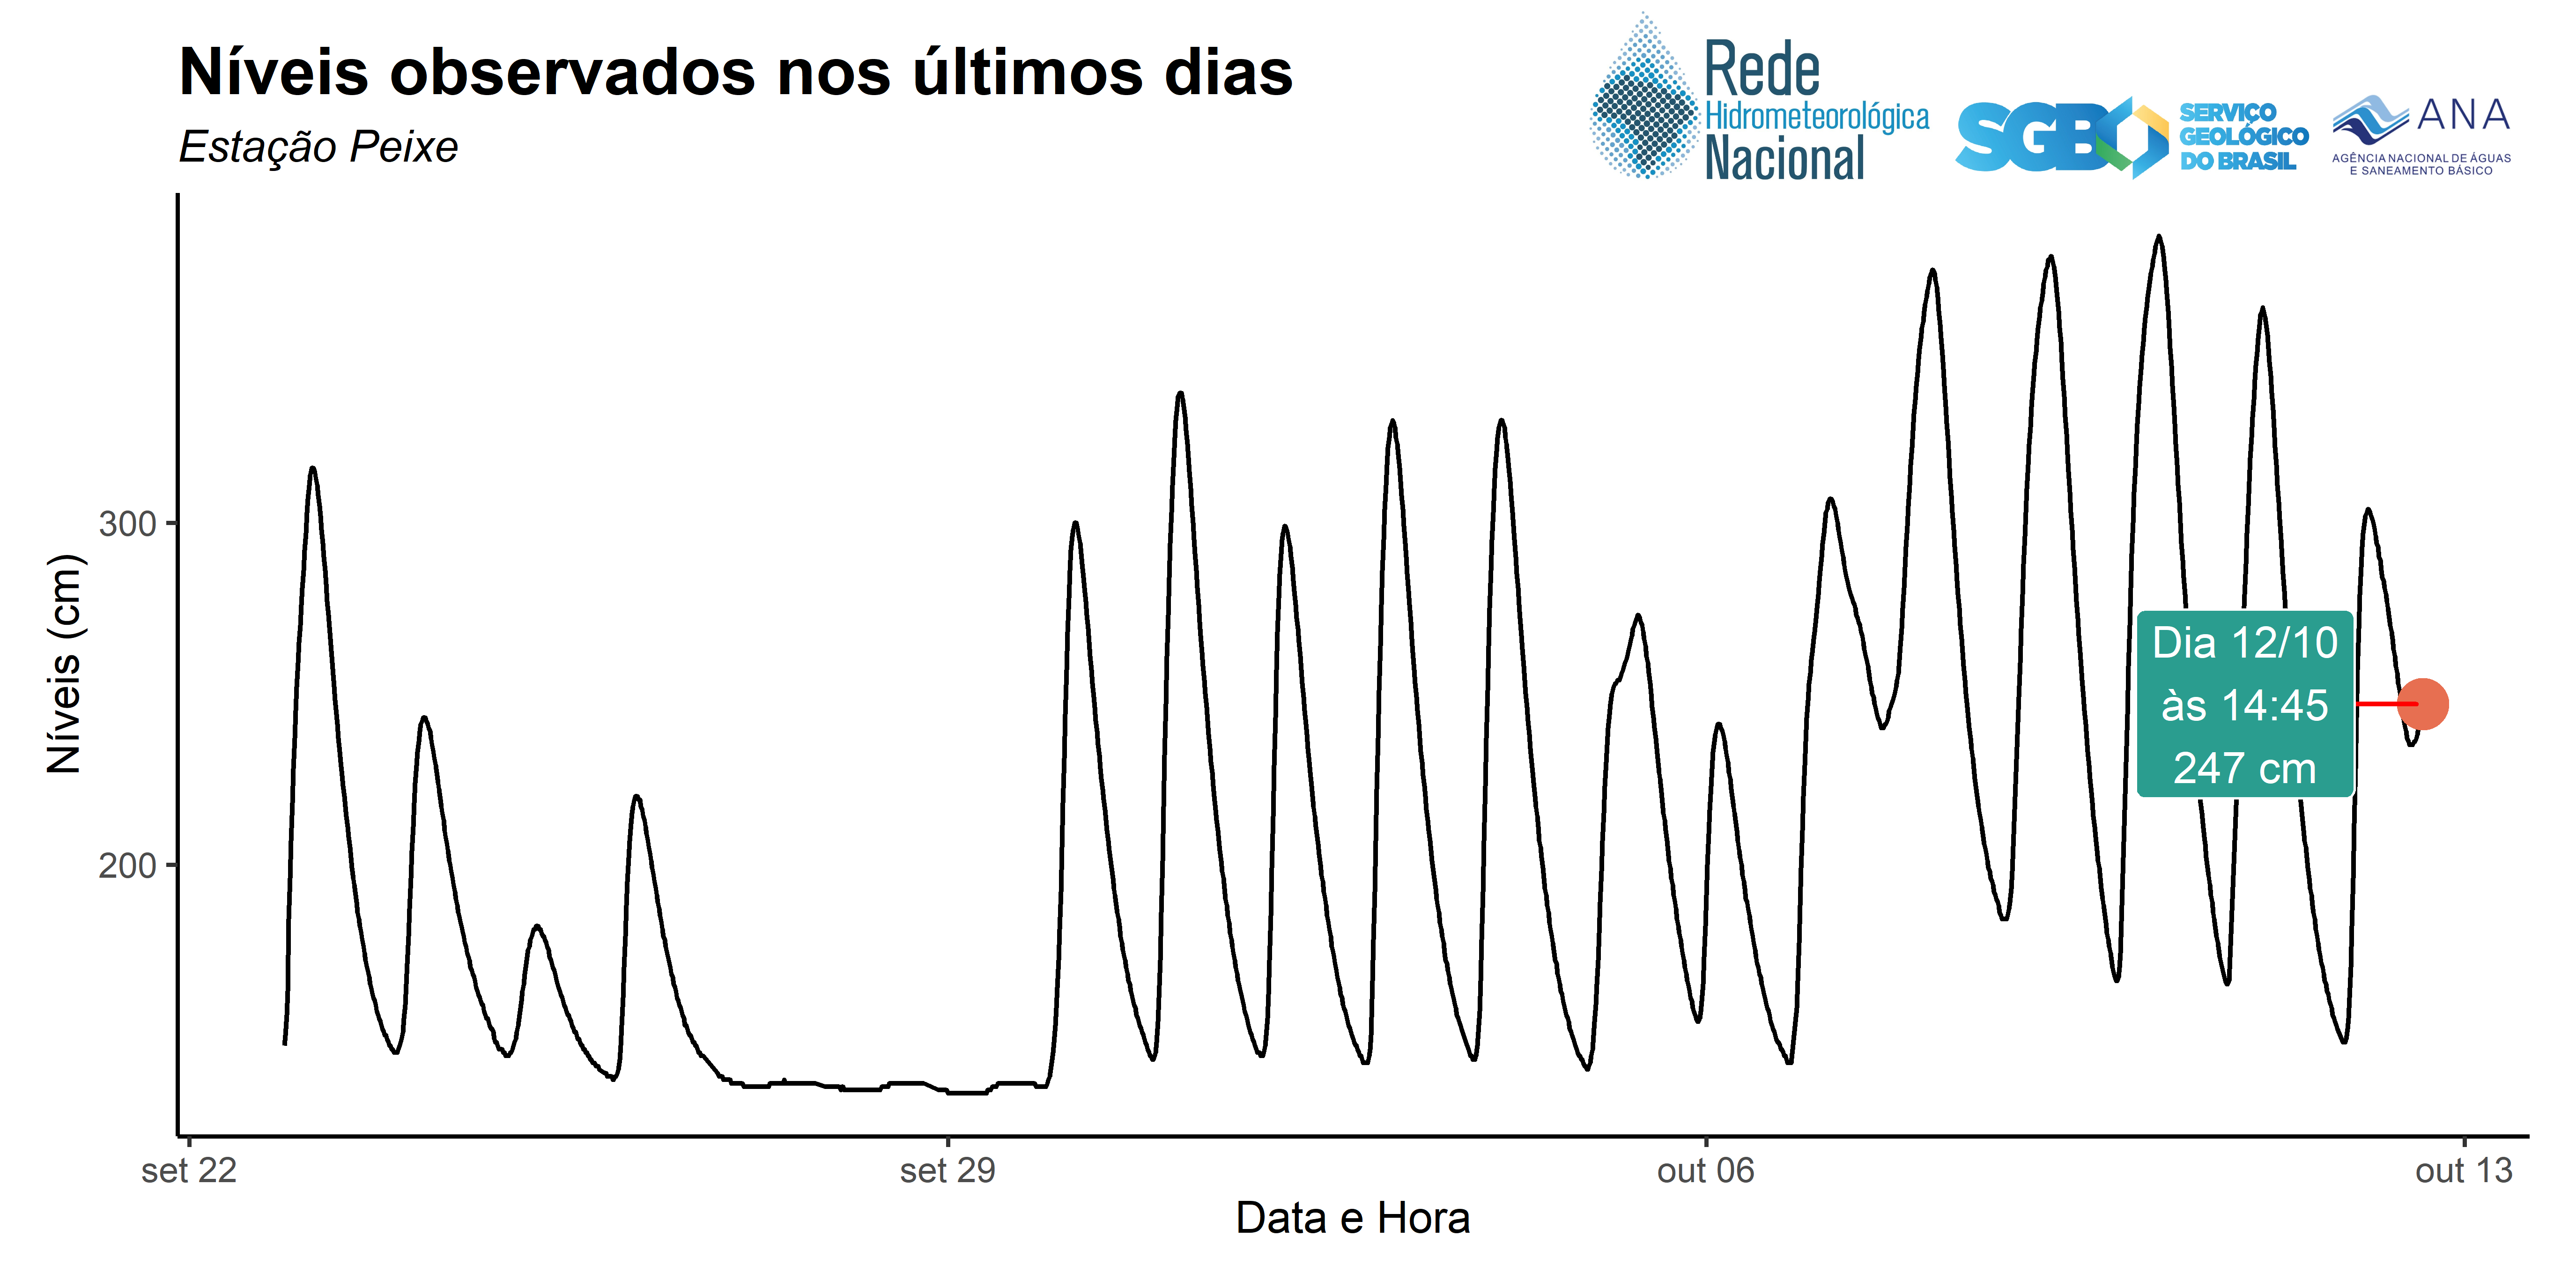 Níveis observados nos últimos dias
Estação Peixe
Rede
Hidrometeorológica
Nacional
SGB
SERVIÇO
GEOLÓGICO
DO BRASIL
ANA
AGÊNCIA NACIONAL DE ÁGUAS
E SANEAMENTO BÁSICO
Níveis (cm)
300
200
Dia 12/10
às 14:45
247 cm
set 22
set 29
out 06
out 13
Data e Hora